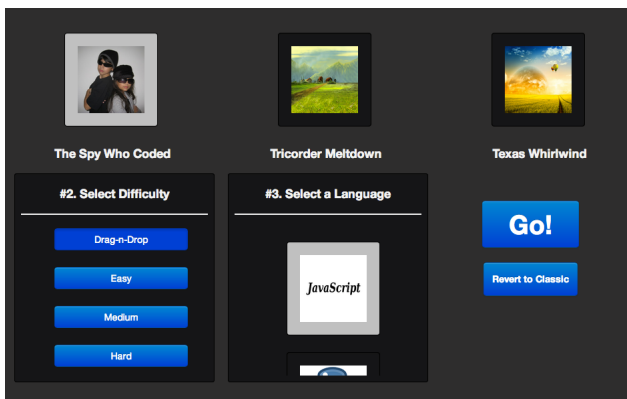 The Spy Who Coded
Tricorder Meltdown
Texas Whirlwind
#2. Select Difficulty
Drag-n-Drop
Easy
Medium
Hard
#3. Select a Language
JavaScript
Go!
Revert to Classic